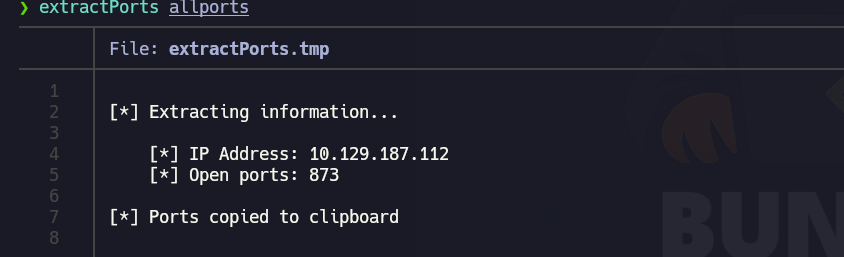 ❯ extractPorts allports
File: extractPorts.tmp
1
2 [*] Extracting information...
3
4 [*] IP Address: 10.129.187.112
5 [*] Open ports: 873
6
7 [*] Ports copied to clipboard
8
BUN